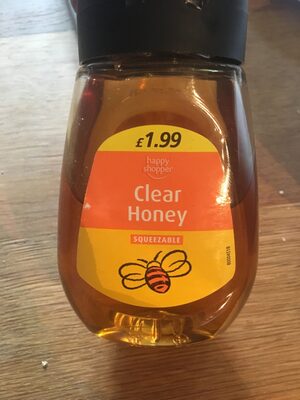 £1.99
happy
shopper
Clear
Honey
SQUEEZABLE